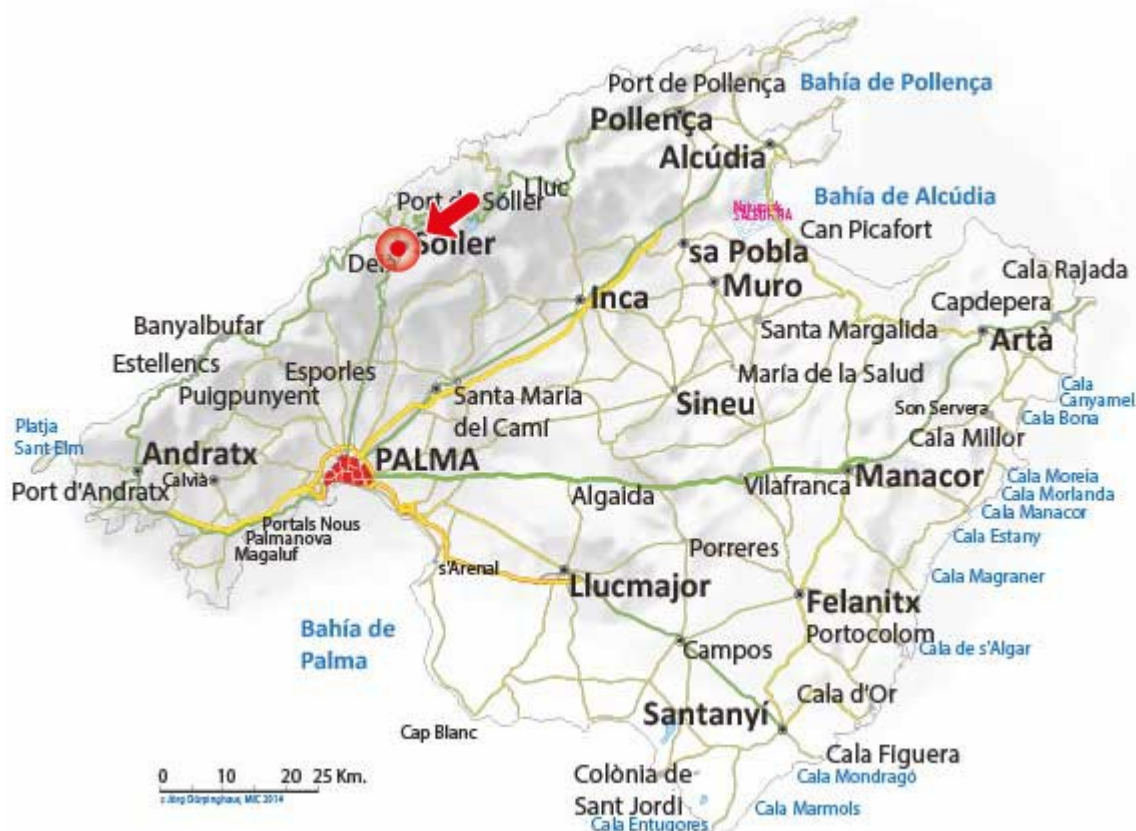 Port de Pollença
Bahía de Pollença
Pollença
Alcúdia
Lluc
Port de Sóller
Bahía de Alcúdia
Can Picafort
Sóller
Deià
sa Pobla
Cala Rajada
Inca
Muro
Capdepera
Banyalbufar
Santa Margalida
Artà
Estellencs
Esporles
María de la Salud
Puigpunyent
Santa Maria
del Camí
Sineu
Cala
Canyamel
Son Servera
Cala Bona
Platja
Sant Elm
Cala Millor
Andratx
PALMA
Calvià
Manacor
Cala Moreia
Port d'Andratx
Algaida
Vilafranca
Cala Morlanda
Cala Manacor
Portals Nous
Palmanova
Magaluf
Cala Estany
Porreres
s'Arenal
Cala Magraner
Llucmajor
Felanitx
Bahía de
Palma
Portocolom
Cala de s'Algar
Campos
Cala d'Or
Santanyí
Cap Blanc
Cala Figuera
0 10 20 25 Km.
Colònia de
Sant Jordi
Cala Mondragó
Jörg Dörpinghaus, MIC 2014
Cala Marmols
Cala Entugores